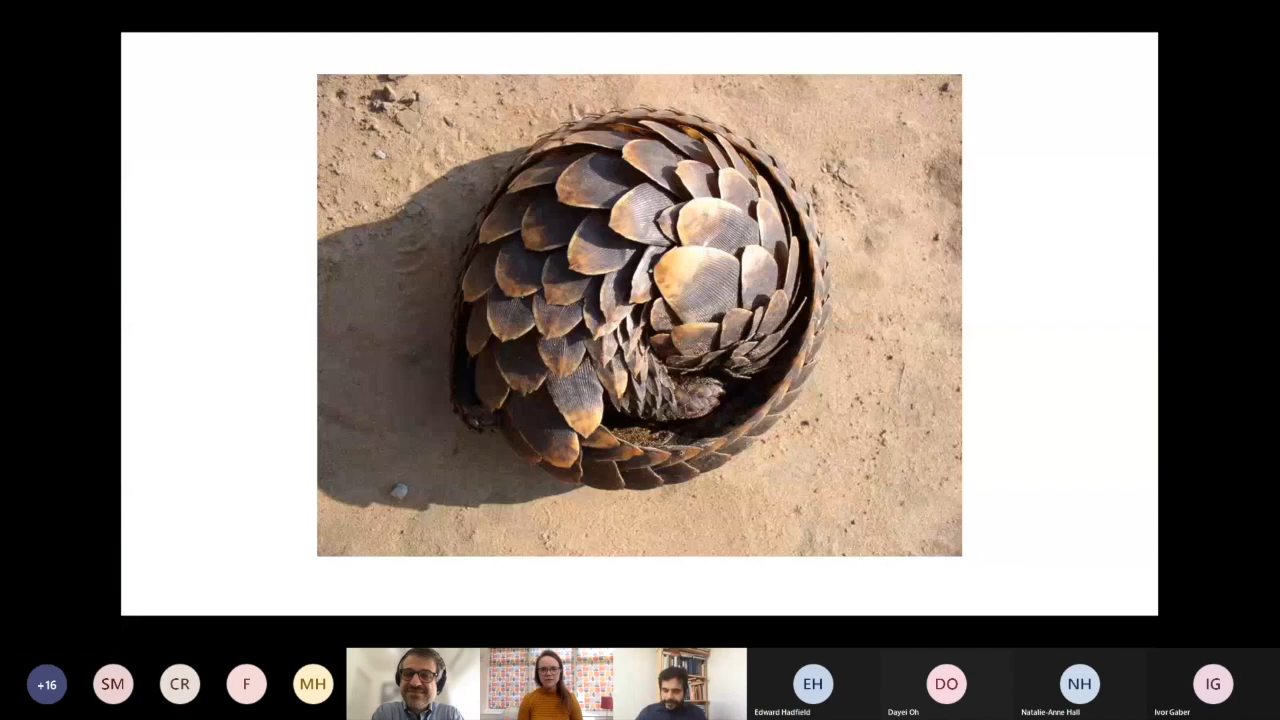 +16
SM
CR
F
MH
EH
Edward Hadfield
DO
Dayei Oh
NH
Natalie-Anne Hall
IG
Ivor Gaber